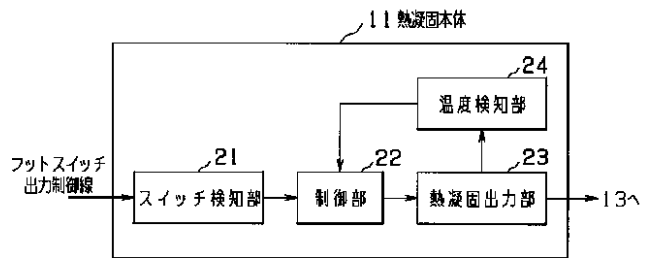 11 熱凝固本体
24
温度検知部
フットスイッチ
出力制御線
21
スイッチ検知部
22
制御部
23
熱凝固出力部
13へ